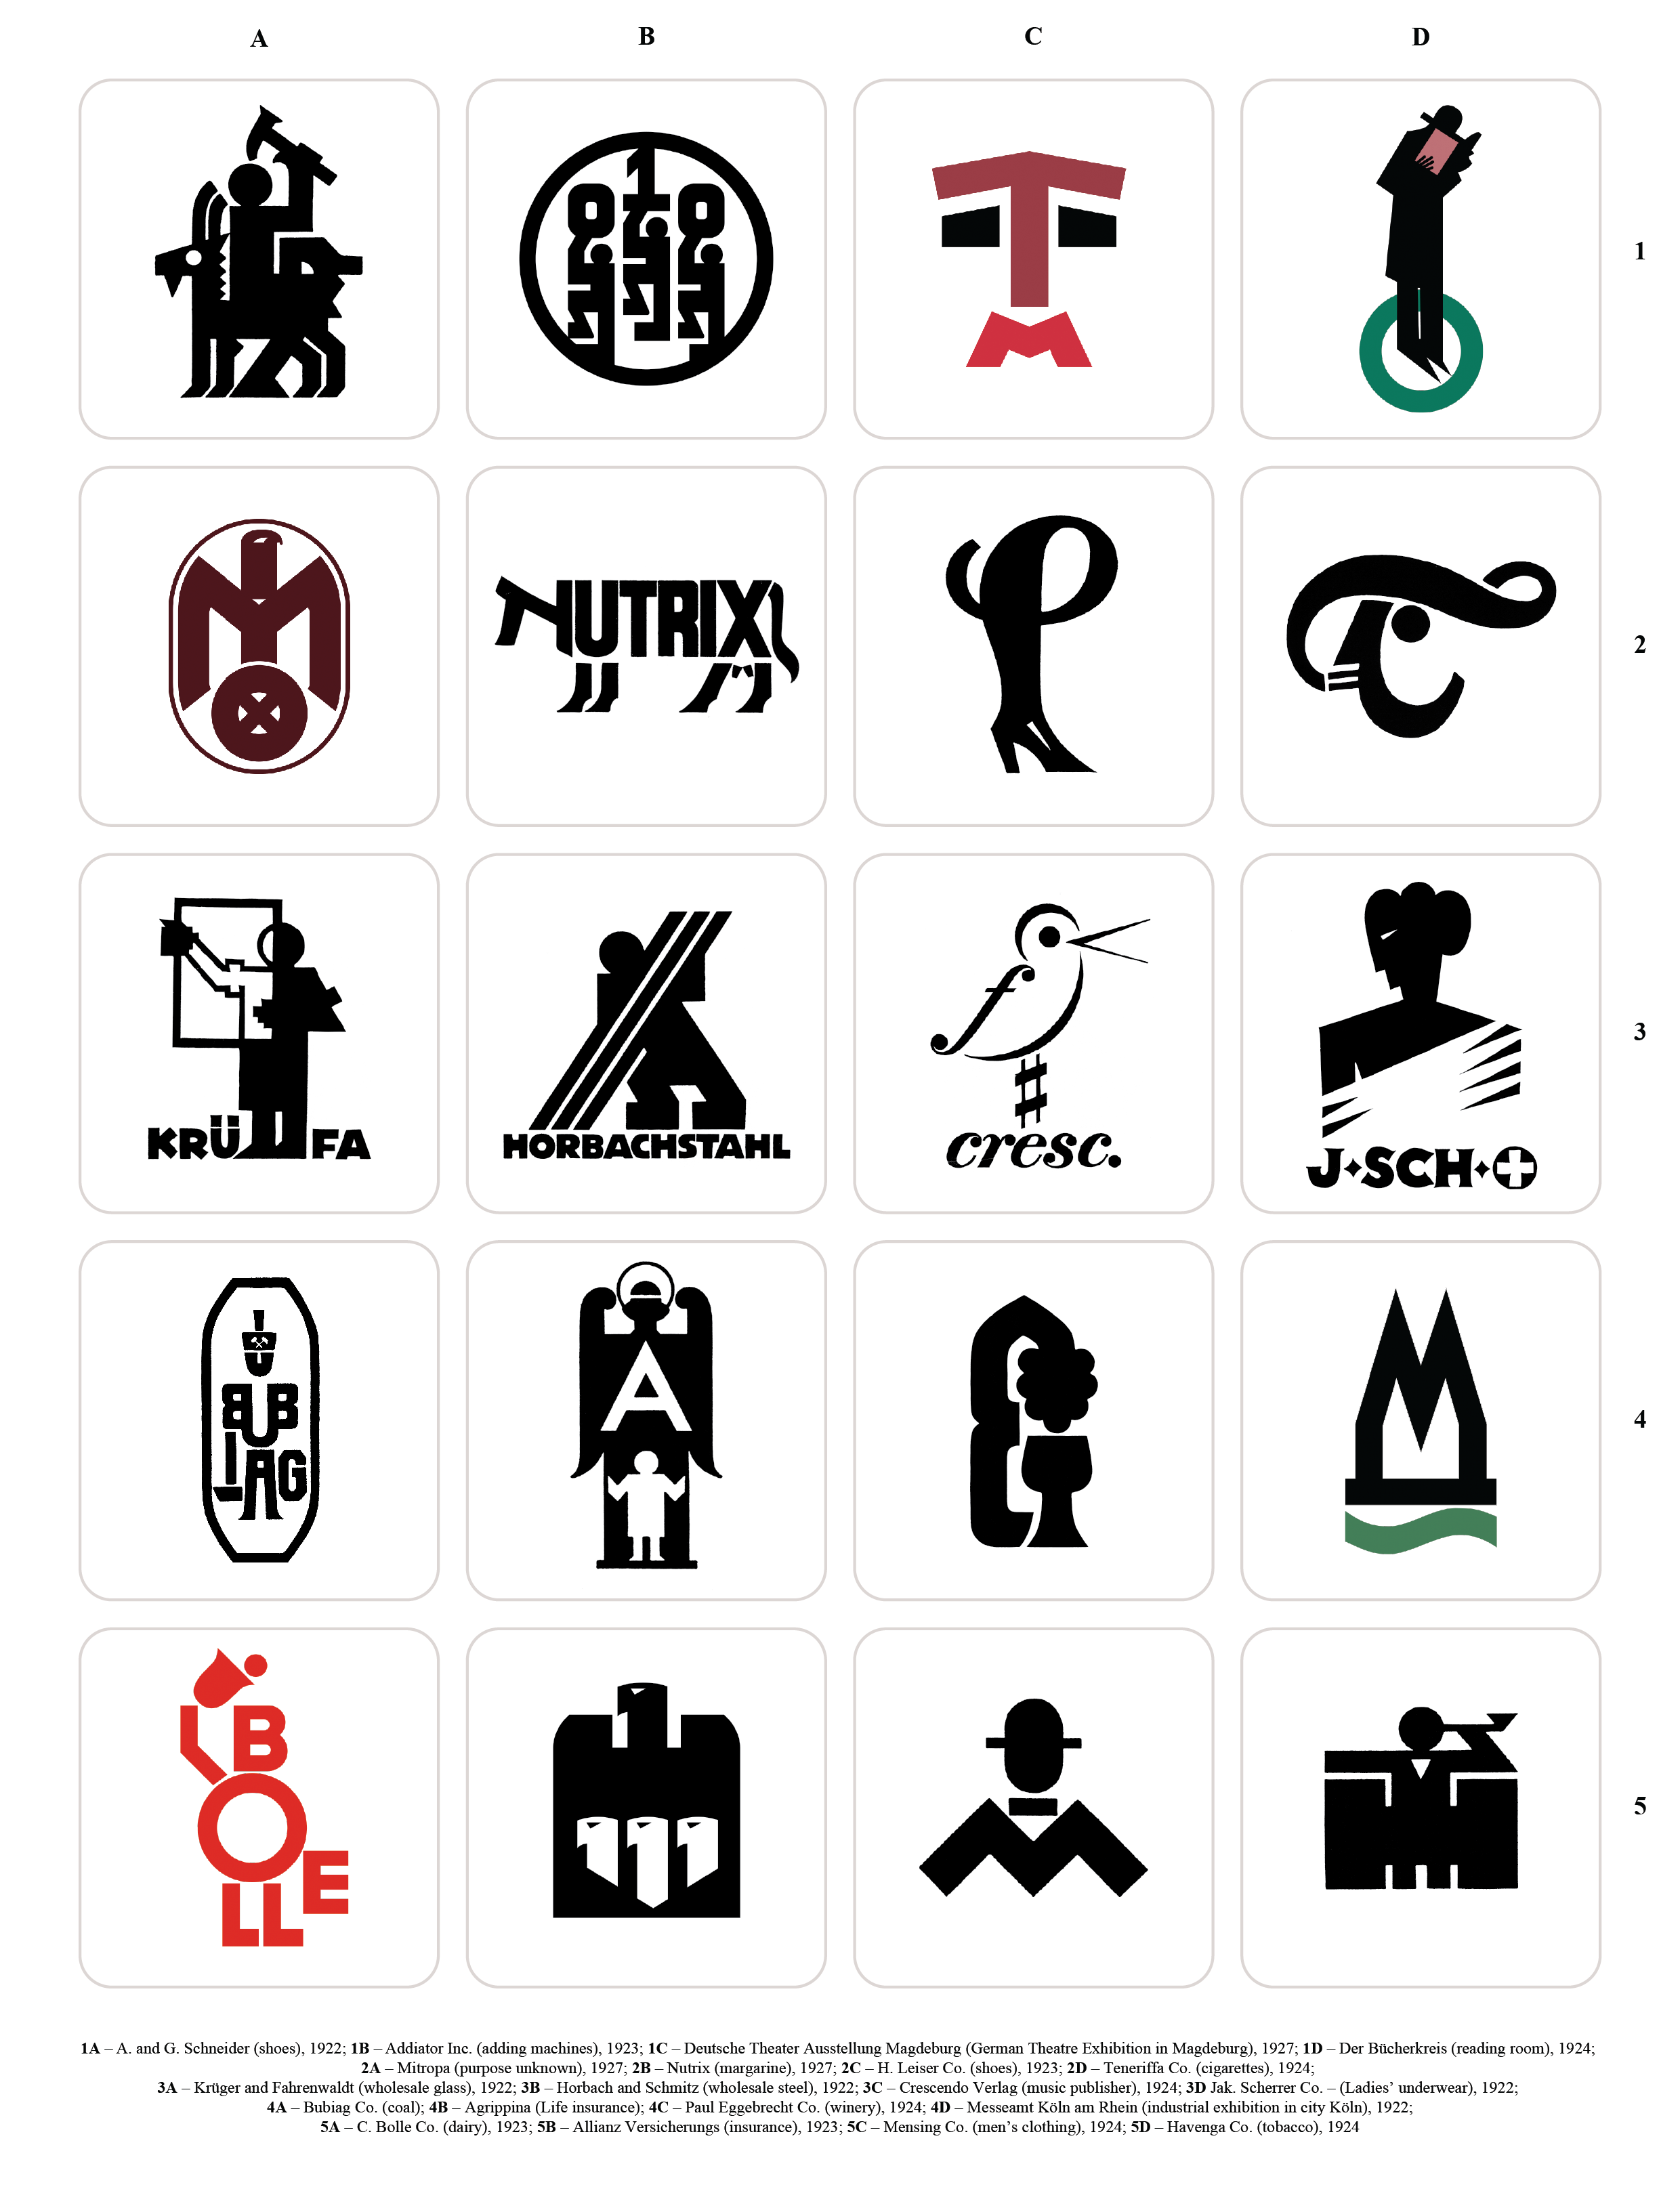 A B C D
1
2
NUTRIX
3
KRÜFA
HORBACHSTAHL
cresc.
J·SCH·
4
BUBIAG
A
M
5
BOLLE
1A – A. and G. Schneider (shoes), 1922; 1B – Addiator Inc. (adding machines), 1923; 1C – Deutsche Theater Ausstellung Magdeburg (German Theatre Exhibition in Magdeburg), 1927; 1D – Der Bücherkreis (reading room), 1924;
2A – Mitropa (purpose unknown), 1927; 2B – Nutrix (margarine), 1927; 2C – H. Leiser Co. (shoes), 1923; 2D – Teneriffa Co. (cigarettes), 1924;
3A – Krüger and Fahrenwaldt (wholesale glass), 1922; 3B – Horbach and Schmitz (wholesale steel), 1922; 3C – Crescendo Verlag (music publisher), 1924; 3D Jak. Scherrer Co. – (Ladies’ underwear), 1922;
4A – Bubiag Co. (coal); 4B – Agrippina (Life insurance); 4C – Paul Eggebrecht Co. (winery), 1924; 4D – Messeamt Köln am Rhein (industrial exhibition in city Köln), 1922;
5A – C. Bolle Co. (dairy), 1923; 5B – Allianz Versicherungs (insurance), 1923; 5C – Mensing Co. (men’s clothing), 1924; 5D – Havenga Co. (tobacco), 1924